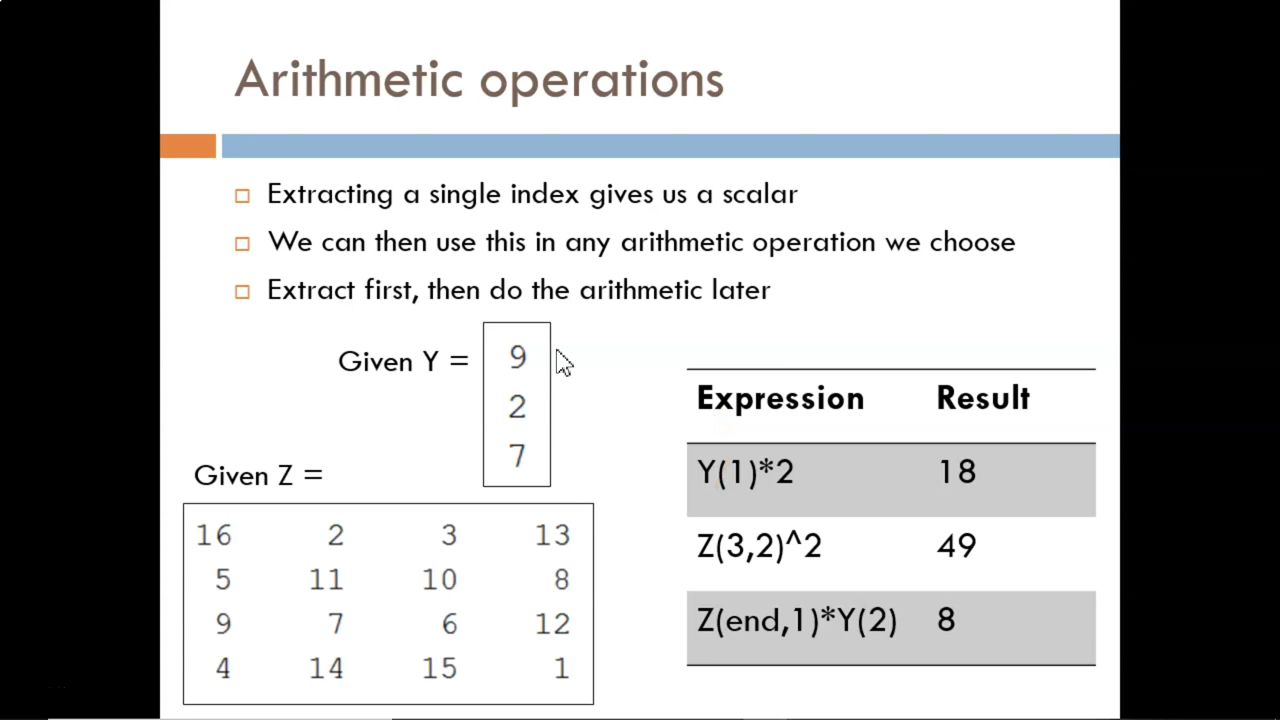 Arithmetic operations
Extracting a single index gives us a scalar
We can then use this in any arithmetic operation we choose
Extract first, then do the arithmetic later
Given Y =
9
2
7
Given Z =
16 2 3 13
5 11 10 8
9 7 6 12
4 14 15 1
Expression Result
Y(1)*2 18
Z(3,2)^2 49
Z(end,1)*Y(2) 8